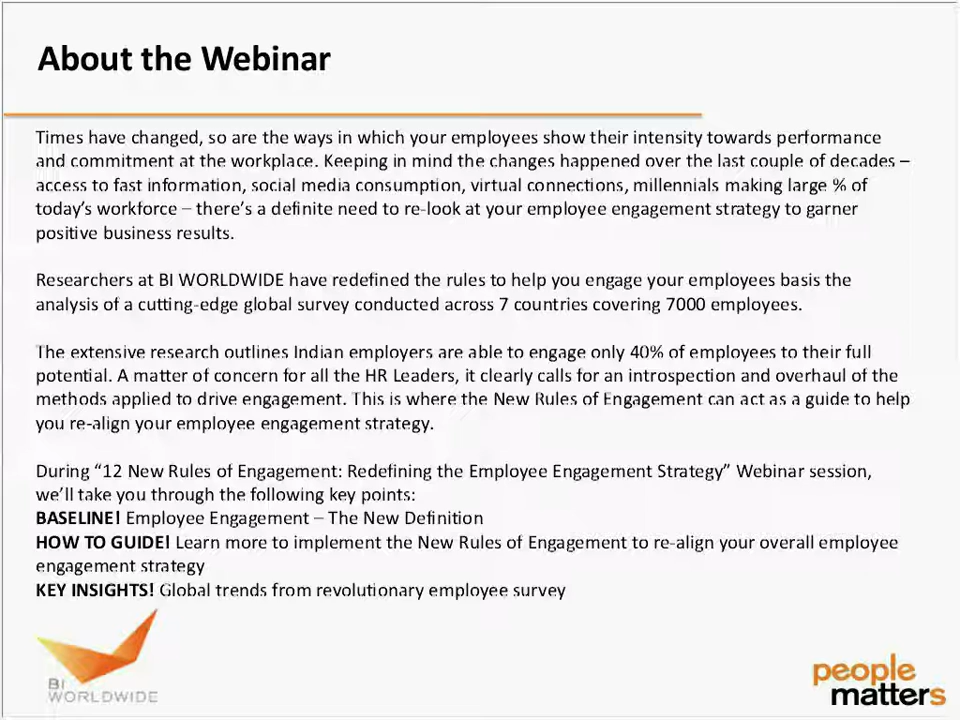 About the Webinar
Times have changed, so are the ways in which your employees show their intensity towards performance
and commitment at the workplace. Keeping in mind the changes happened over the last couple of decades –
access to fast information, social media consumption, virtual connections, millennials making large % of
today's workforce – there's a definite need to re-look at your employee engagement strategy to garner
positive business results.
Researchers at BI WORLDWIDE have redefined the rules to help you engage your employees basis the
analysis of a cutting-edge global survey conducted across 7 countries covering 7000 employees.
The extensive research outlines Indian employers are able to engage only 40% of employees to their full
potential. A matter of concern for all the HR Leaders, it clearly calls for an introspection and overhaul of the
methods applied to drive engagement. This is where the New Rules of Engagement can act as a guide to help
you re-align your employee engagement strategy.
During “12 New Rules of Engagement: Redefining the Employee Engagement Strategy” Webinar session,
we'll take you through the following key points:
BASELINE! Employee Engagement – The New Definition
HOW TO GUIDE! Learn more to implement the New Rules of Engagement to re-align your overall employee
engagement strategy
KEY INSIGHTS! Global trends from revolutionary employee survey
BI
WORLDWIDE
people
matters